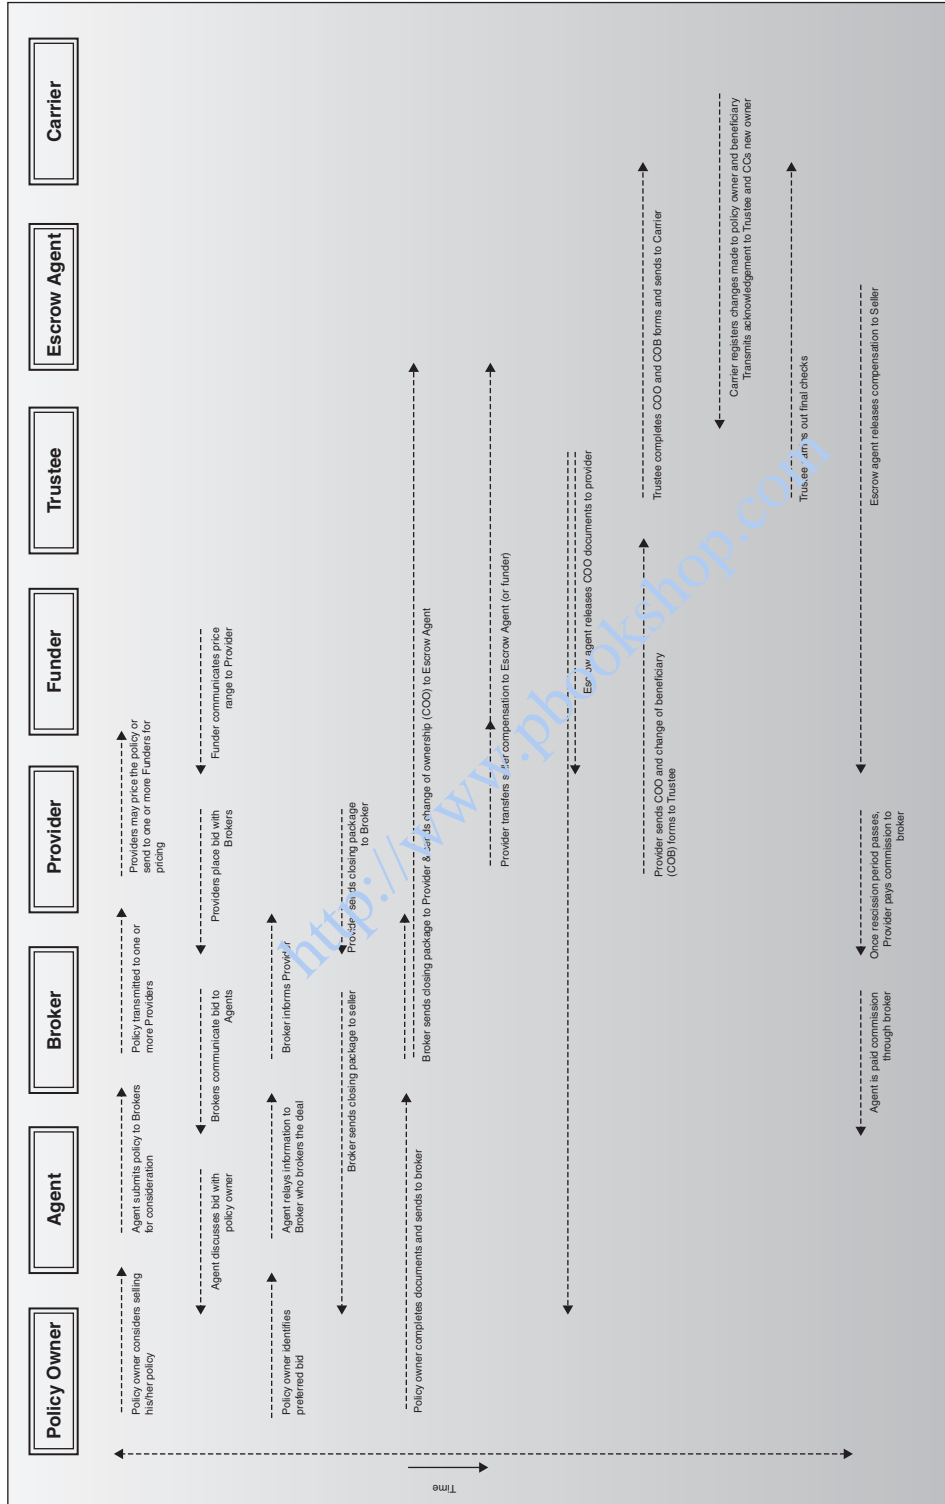 Policy Owner
Agent
Broker
Provider
Funder
Trustee
Escrow Agent
Carrier
Time
Policy owner considers selling
his/her policy
Agent submits policy to Brokers
for consideration
Policy transmitted to one or
more Providers
Providers may price the policy or
send to one or more Funders for
pricing
Agent discusses bid with
policy owner
Brokers communicate bid to
Agents
Providers place bid with
Brokers
Funder communicates price
range to Provider
Policy owner identifies
preferred bid
Agent relays information to
Broker who brokers the deal
Broker informs Provider
Broker sends closing package to seller
Provider sends closing package
to Broker
Policy owner completes documents and sends to broker
Broker sends closing package to Provider & sends change of ownership (COO) to Escrow Agent
Provider transfers seller compensation to Escrow Agent (or funder)
Escrow agent releases COO documents to provider
Provider sends COO and change of beneficiary
(COB) forms to Trustee
Trustee completes COO and COB forms and sends to Carrier
Carrier registers changes made to policy owner and beneficiary
Transmits acknowledgement to Trustee and CCs new owner
Trustee carries out final checks
Agent is paid commission
through broker
Once rescission period passes,
Provider pays commission to
broker
Escrow agent releases compensation to Seller
http://www.pbookshop.com